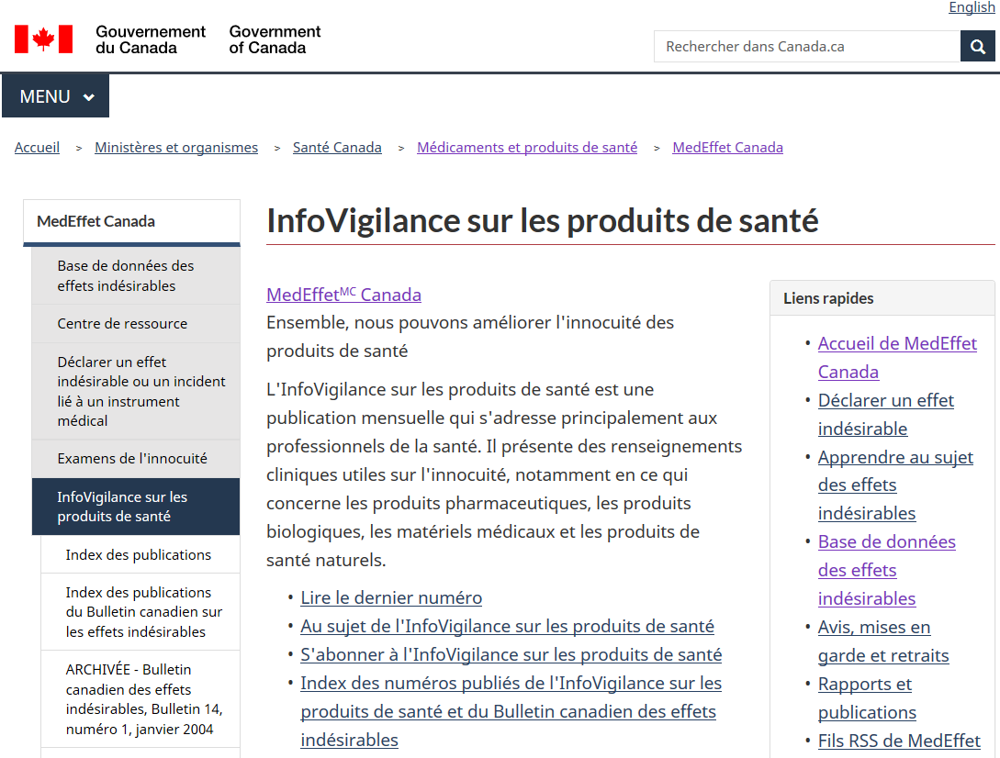 English
Gouvernement
du Canada
Government
of Canada
Rechercher dans Canada.ca
MENU
Accueil > Ministères et organismes > Santé Canada > Médicaments et produits de santé > MedEffet Canada
MedEffet Canada
Base de données des
effets indésirables
Centre de ressource
Déclarer un effet
indésirable ou un incident
lié à un instrument
médical
Examens de l'innocuité
InfoVigilance sur les
produits de santé
Index des publications
Index des publications
du Bulletin canadien sur
les effets indésirables
ARCHIVÉE - Bulletin
canadien des effets
indésirables, Bulletin 14,
numéro 1, janvier 2004
InfoVigilance sur les produits de santé
MedEffetMC Canada
Ensemble, nous pouvons améliorer l'innocuité des
produits de santé
L'InfoVigilance sur les produits de santé est une
publication mensuelle qui s'adresse principalement aux
professionnels de la santé. Il présente des renseignements
cliniques utiles sur l'innocuité, notamment en ce qui
concerne les produits pharmaceutiques, les produits
biologiques, les matériels médicaux et les produits de
santé naturels.
• Lire le dernier numéro
• Au sujet de l'InfoVigilance sur les produits de santé
• S'abonner à l'InfoVigilance sur les produits de santé
• Index des numéros publiés de l'InfoVigilance sur les
produits de santé et du Bulletin canadien des effets
indésirables
Liens rapides
• Accueil de MedEffet
Canada
• Déclarer un effet
indésirable
• Apprendre au sujet
des effets
indésirables
• Base de données
des effets
indésirables
• Avis, mises en
garde et retraits
• Rapports et
publications
• Fils RSS de MedEffet